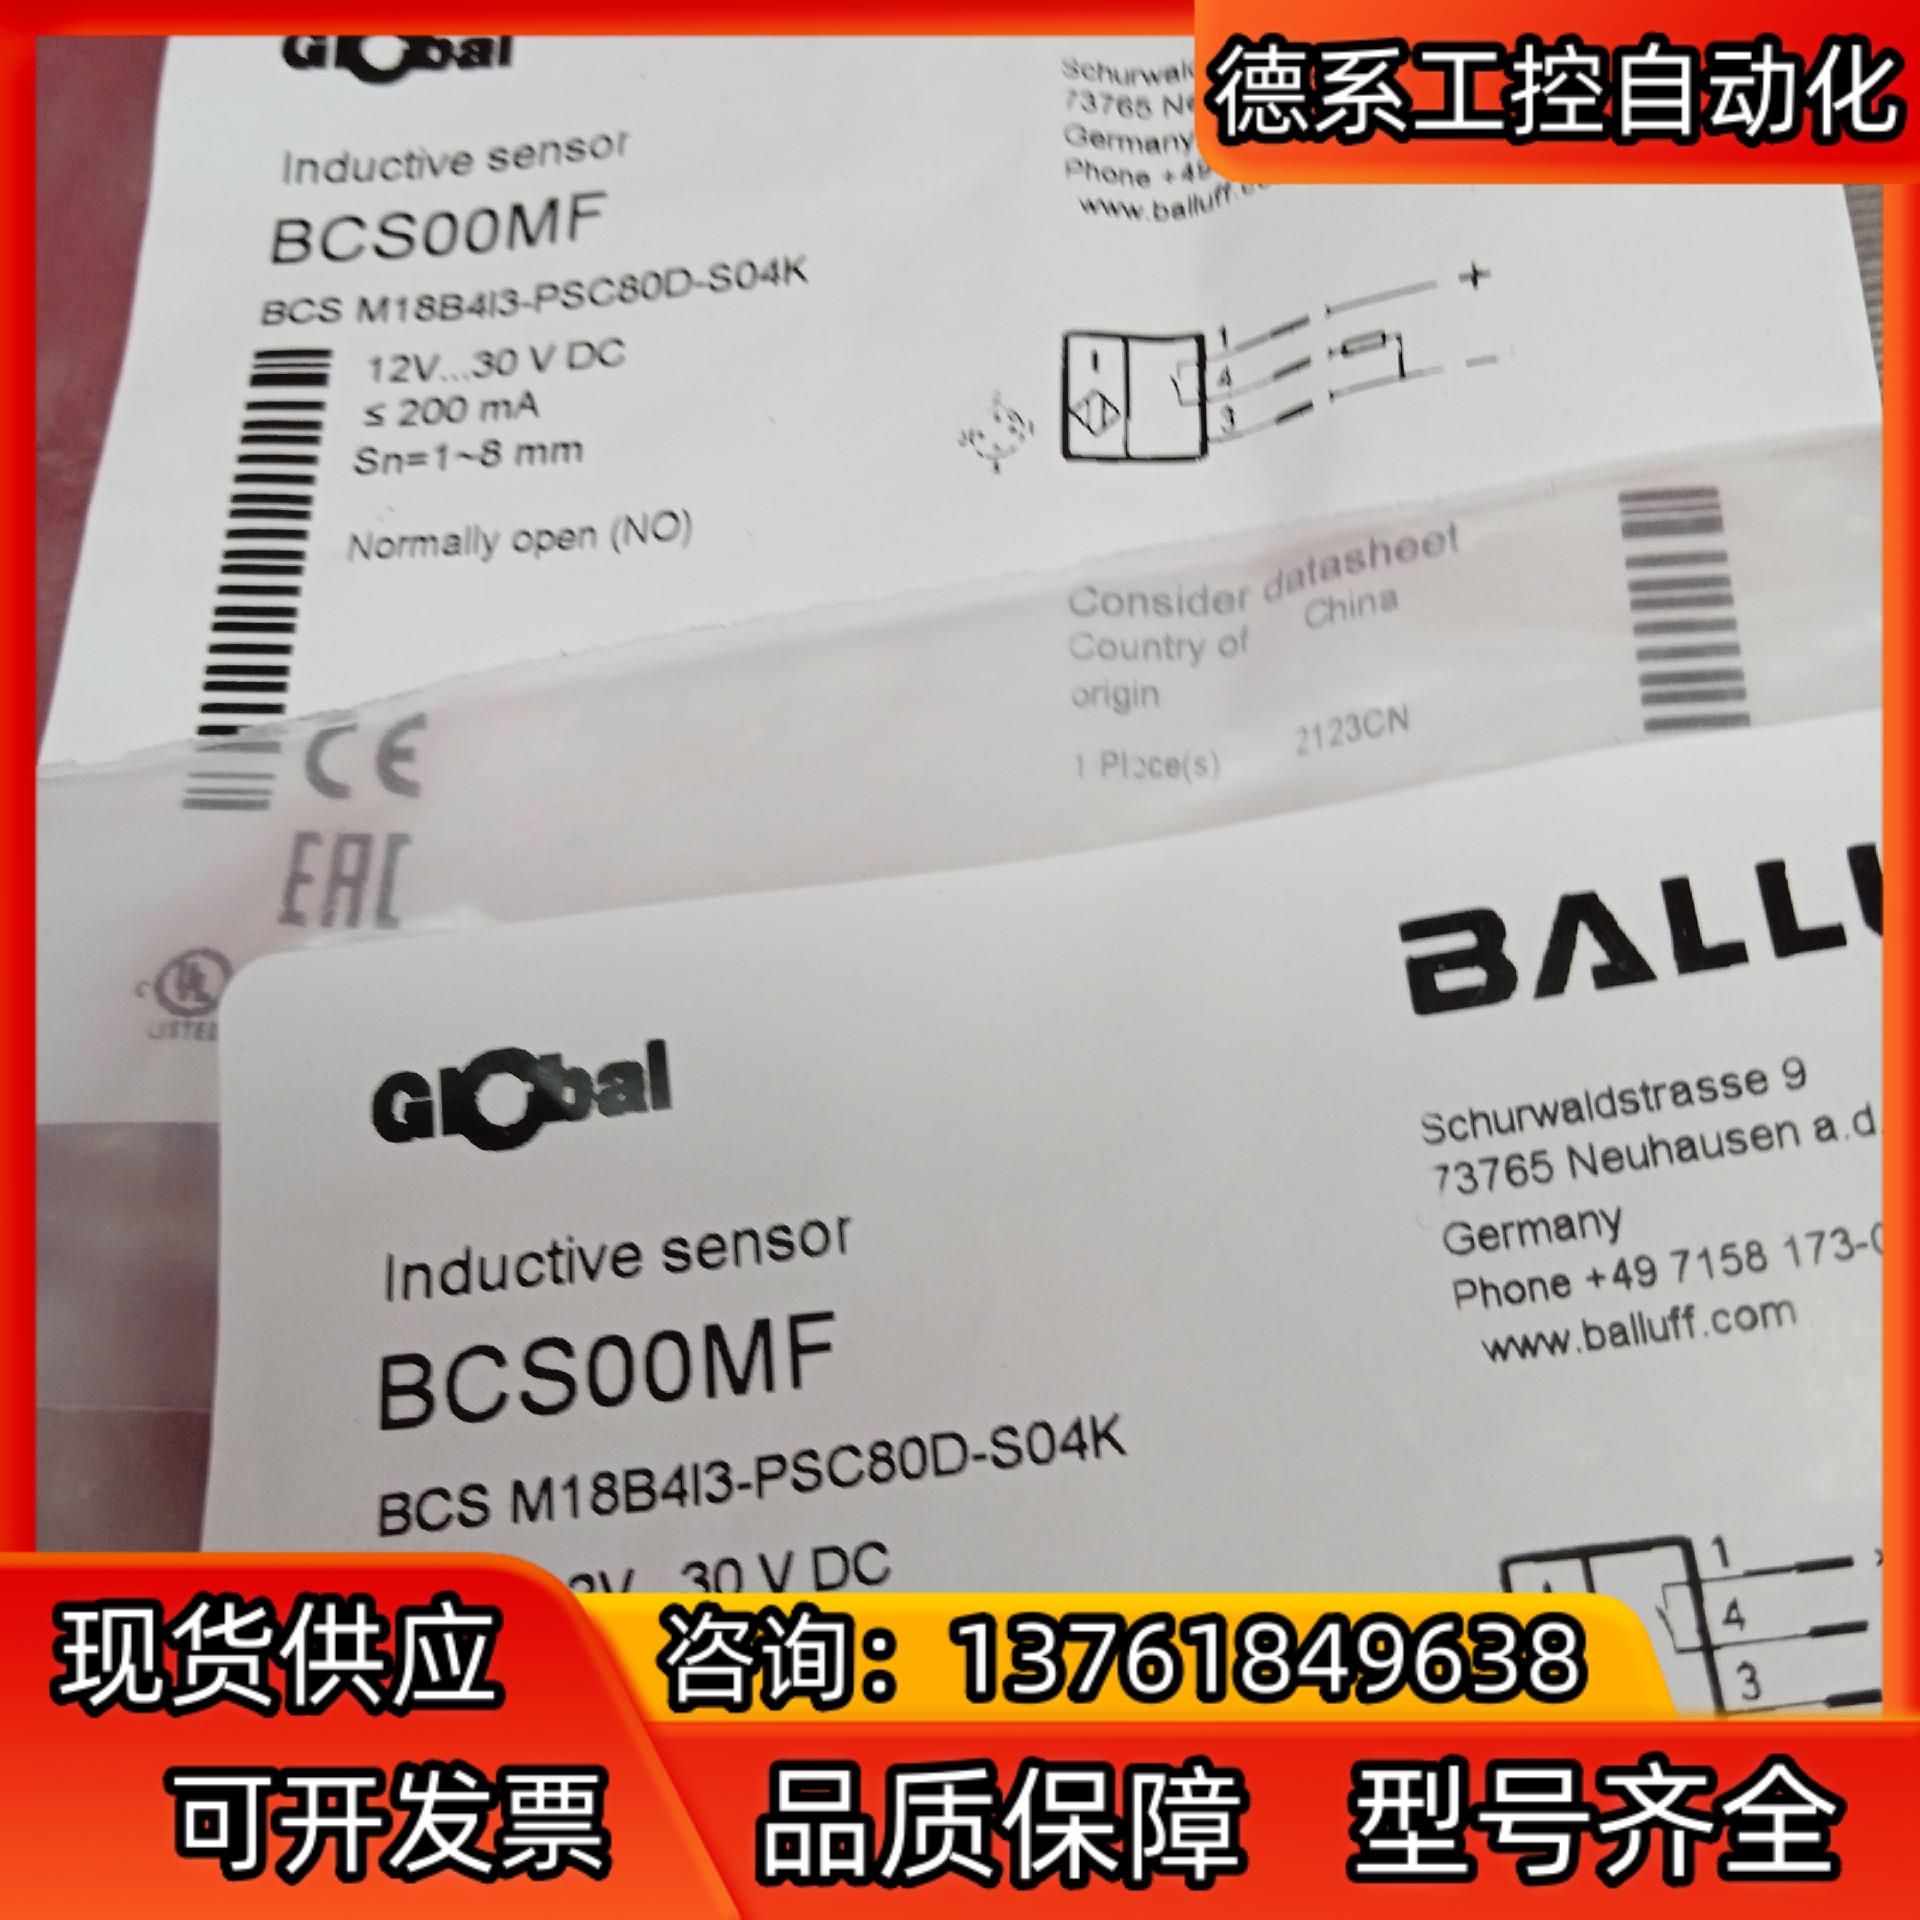 德系工控自动化
Global
Inductive sensor
BCS00MF
BCS M18B4I3-PSC80D-S04K
12V...30 V DC
≤ 200 mA
Sn=1~8 mm
Normally open (NO)
73765
Germany
Phone +49
www.balluff.
+
1
4
3
-
Consider datasheet
Country of origin China
1 Place(s) 2123CN
CE
EAC
c UL
LISTED
BALL
Global
Schurwaldstrasse 9
73765 Neuhausen a.d.
Germany
Phone +49 7158 173-
www.balluff.com
Inductive sensor
BCS00MF
BCS M18B4I3-PSC80D-S04K
30 V DC
1
4
3
现货供应
可开发票
咨询：13761849638
品质保障 型号齐全